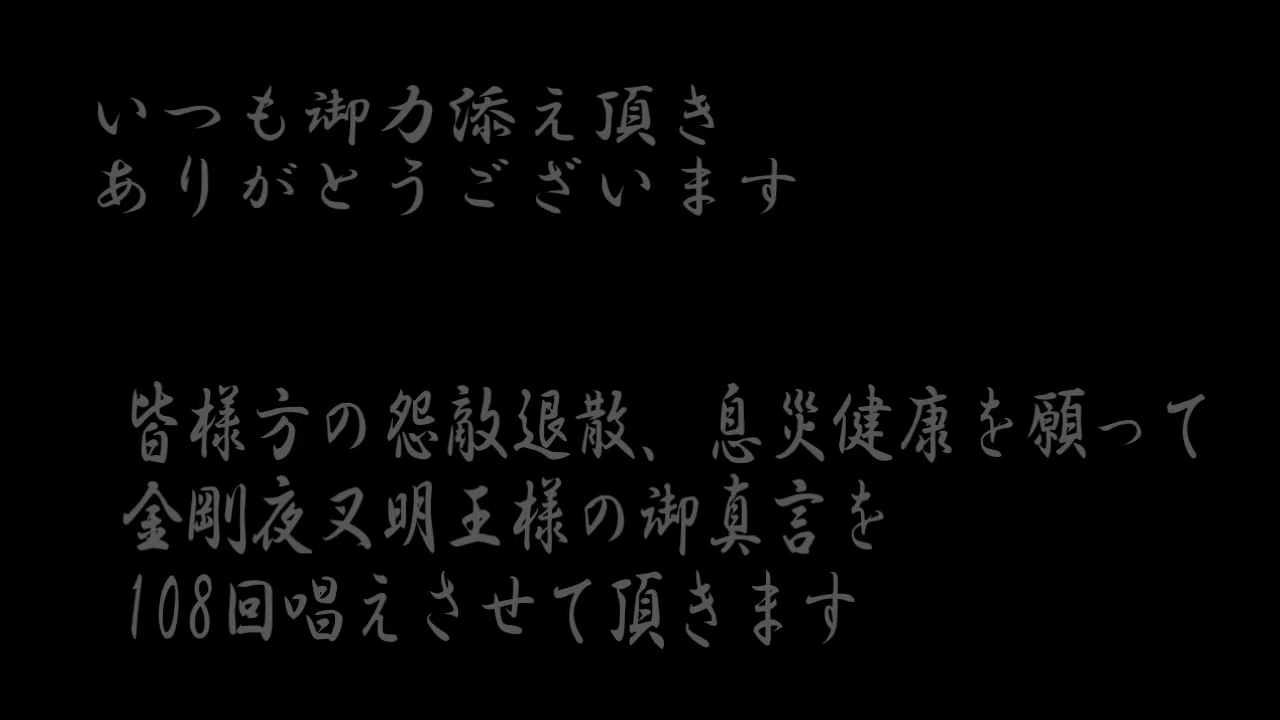 いつも御力添え頂き
ありがとうございます
皆様方の怨敵退散、息災健康を願って
金剛夜叉明王様の御真言を
108回唱えさせて頂きます